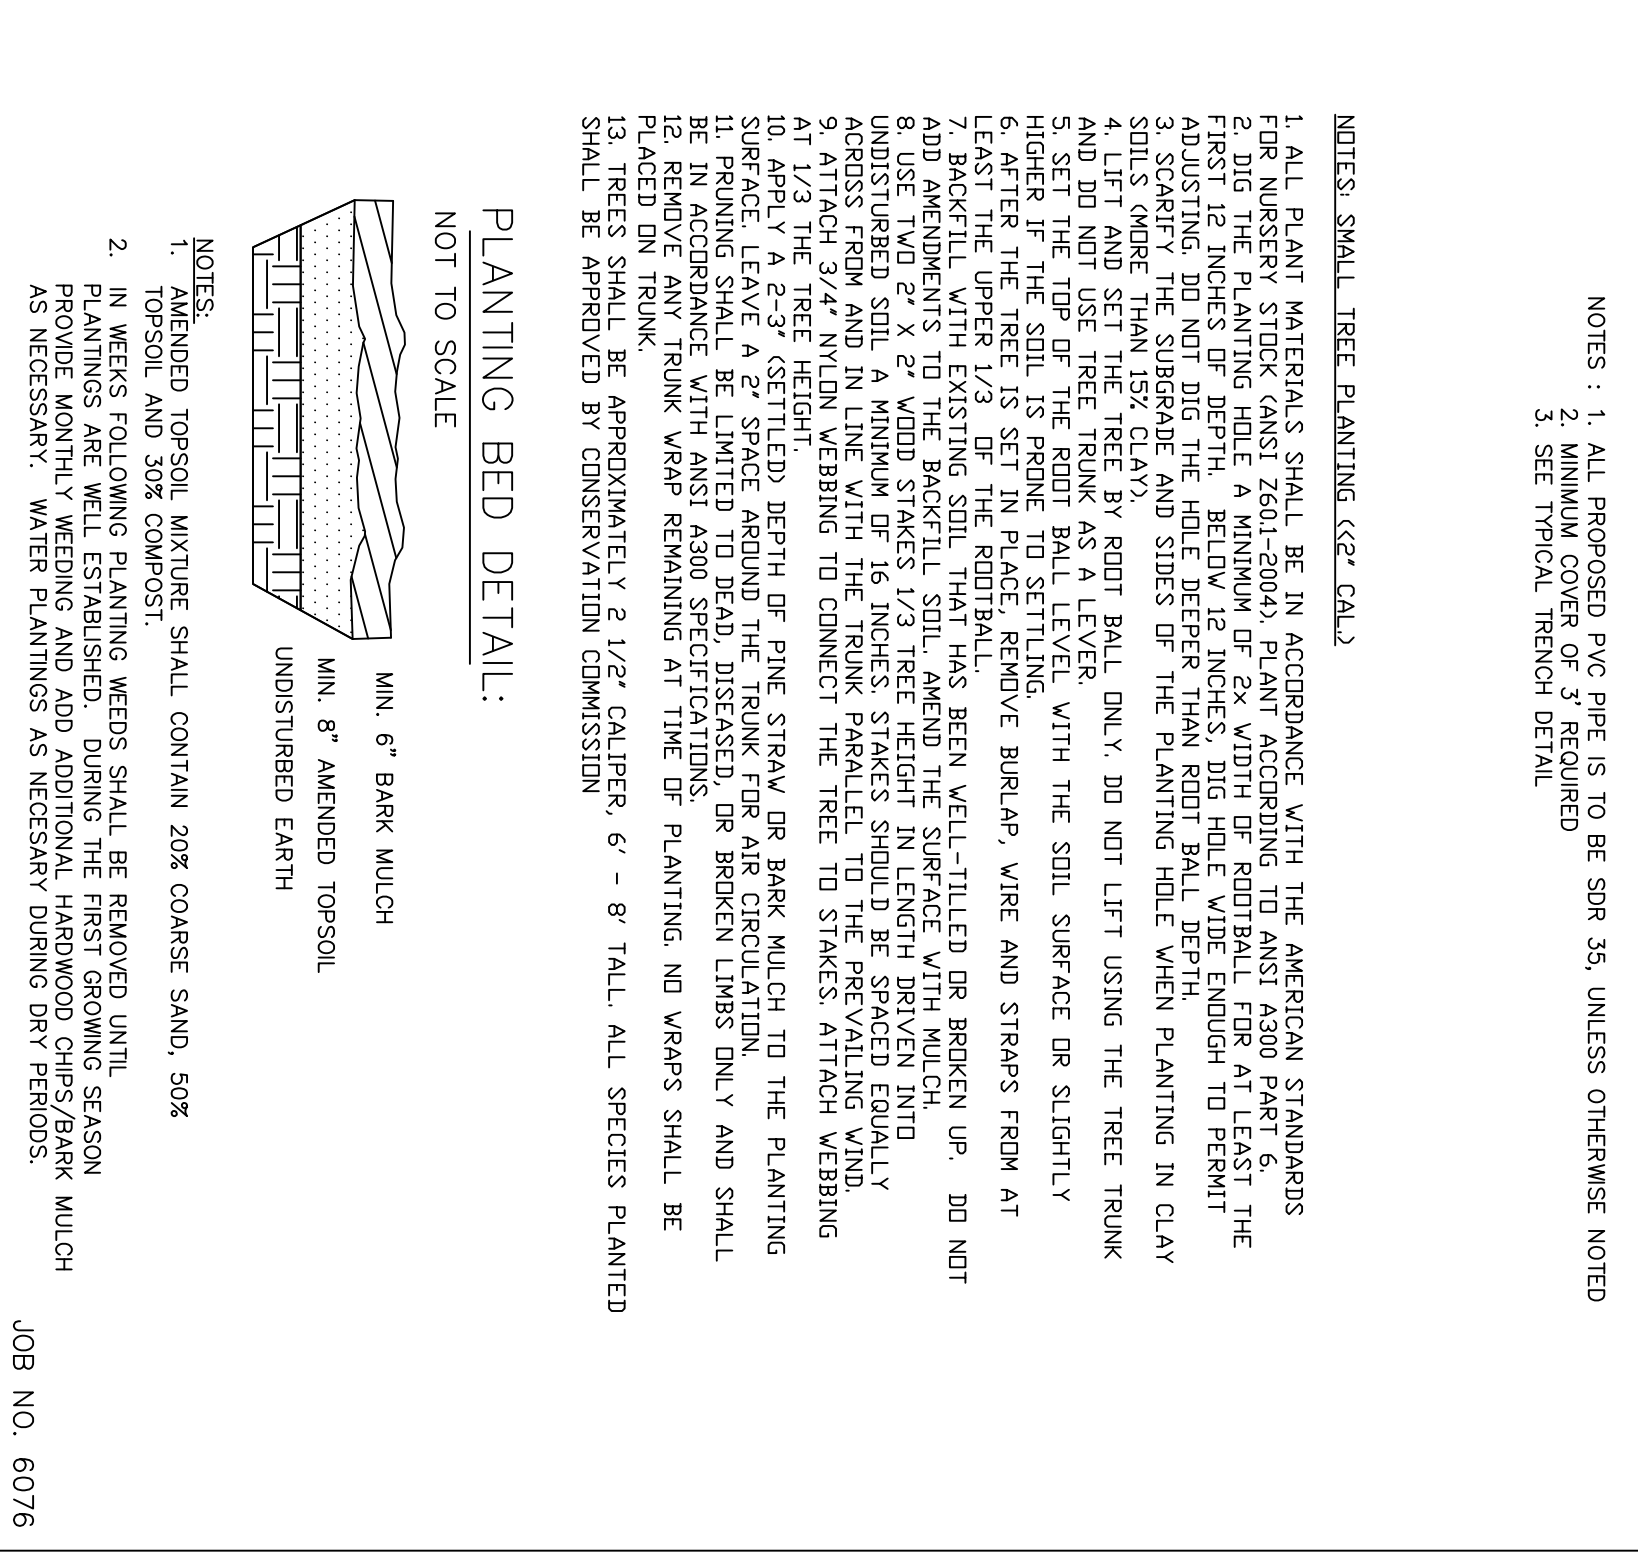 NOTES : 1. ALL PROPOSED PVC PIPE IS TO BE SDR 35, UNLESS OTHERWISE NOTED
2. MINIMUM COVER OF 3' REQUIRED
3. SEE TYPICAL TRENCH DETAIL
NOTES: SMALL TREE PLANTING (<2" CAL.)
1. ALL PLANT MATERIALS SHALL BE IN ACCORDANCE WITH THE AMERICAN STANDARDS
FOR NURSERY STOCK (ANSI Z60.1-2004). PLANT ACCORDING TO ANSI A300 PART 6.
2. DIG THE PLANTING HOLE A MINIMUM OF 2x WIDTH OF ROOTBALL FOR AT LEAST THE
FIRST 12 INCHES OF DEPTH. BELOW 12 INCHES, DIG HOLE WIDE ENOUGH TO PERMIT
ADJUSTING. DO NOT DIG THE HOLE DEEPER THAN ROOT BALL DEPTH.
3. SCARIFY THE SUBGRADE AND SIDES OF THE PLANTING HOLE WHEN PLANTING IN CLAY
SOILS (MORE THAN 15% CLAY).
4. LIFT AND SET THE TREE BY ROOT BALL ONLY. DO NOT LIFT USING THE TREE TRUNK
AND DO NOT USE TREE TRUNK AS A LEVER.
5. SET THE TOP OF THE ROOT BALL LEVEL WITH THE SOIL SURFACE OR SLIGHTLY
HIGHER IF THE SOIL IS PRONE TO SETTLING.
6. AFTER THE TREE IS SET IN PLACE, REMOVE BURLAP, WIRE AND STRAPS FROM AT
LEAST THE UPPER 1/3 OF THE ROOTBALL.
7. BACKFILL WITH EXISTING SOIL THAT HAS BEEN WELL-TILLED OR BROKEN UP. DO NOT
ADD AMENDMENTS TO THE BACKFILL SOIL. AMEND THE SURFACE WITH MULCH.
8. USE TWO 2" X 2" WOOD STAKES 1/3 TREE HEIGHT IN LENGTH DRIVEN INTO
UNDISTURBED SOIL A MINIMUM OF 16 INCHES. STAKES SHOULD BE SPACED EQUALLY
ACROSS FROM AND IN LINE WITH THE TRUNK PARALLEL TO THE PREVAILING WIND.
9. ATTACH 3/4" NYLON WEBBING TO CONNECT THE TREE TO STAKES. ATTACH WEBBING
AT 1/3 THE TREE HEIGHT.
10. APPLY A 2-3" (SETTLED) DEPTH OF PINE STRAW OR BARK MULCH TO THE PLANTING
SURFACE. LEAVE A 2" SPACE AROUND THE TRUNK FOR AIR CIRCULATION.
11. PRUNING SHALL BE LIMITED TO DEAD, DISEASED, OR BROKEN LIMBS ONLY AND SHALL
BE IN ACCORDANCE WITH ANSI A300 SPECIFICATIONS.
12. REMOVE ANY TRUNK WRAP REMAINING AT TIME OF PLANTING. NO WRAPS SHALL BE
PLACED ON TRUNK.
13. TREES SHALL BE APPROXIMATELY 2 1/2" CALIPER, 6' - 8' TALL. ALL SPECIES PLANTED
SHALL BE APPROVED BY CONSERVATION COMMISSION
PLANTING BED DETAIL:
NOT TO SCALE
MIN. 6" BARK MULCH
MIN. 8" AMENDED TOPSOIL
UNDISTURBED EARTH
NOTES:
1. AMENDED TOPSOIL MIXTURE SHALL CONTAIN 20% COARSE SAND, 50%
TOPSOIL AND 30% COMPOST.
2. IN WEEKS FOLLOWING PLANTING WEEDS SHALL BE REMOVED UNTIL
PLANTINGS ARE WELL ESTABLISHED. DURING THE FIRST GROWING SEASON
PROVIDE MONTHLY WEEDING AND ADD ADDITIONAL HARDWOOD CHIPS/BARK MULCH
AS NECESSARY. WATER PLANTINGS AS NECESARY DURING DRY PERIODS.
JOB NO. 6076